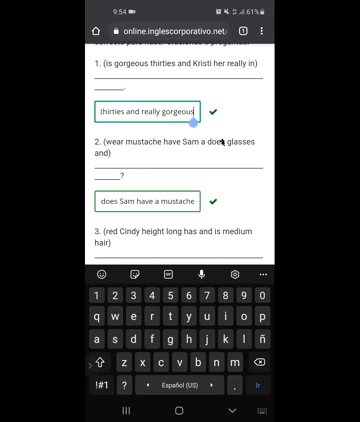 9:54
61%
online.inglescorporativo.net/
1. (is gorgeous thirties and Kristi her really in)
thirties and really gorgeous
2. (wear mustache have Sam a does glasses
and)
?
does Sam have a mustache
3. (red Cindy height long has and is medium
hair)
GIF
1 2 3 4 5 6 7 8 9 0
q w e r t y u i o p
a s d f g h j k l ñ
z x c v b n m
!#1 ? Español (US) . Ir